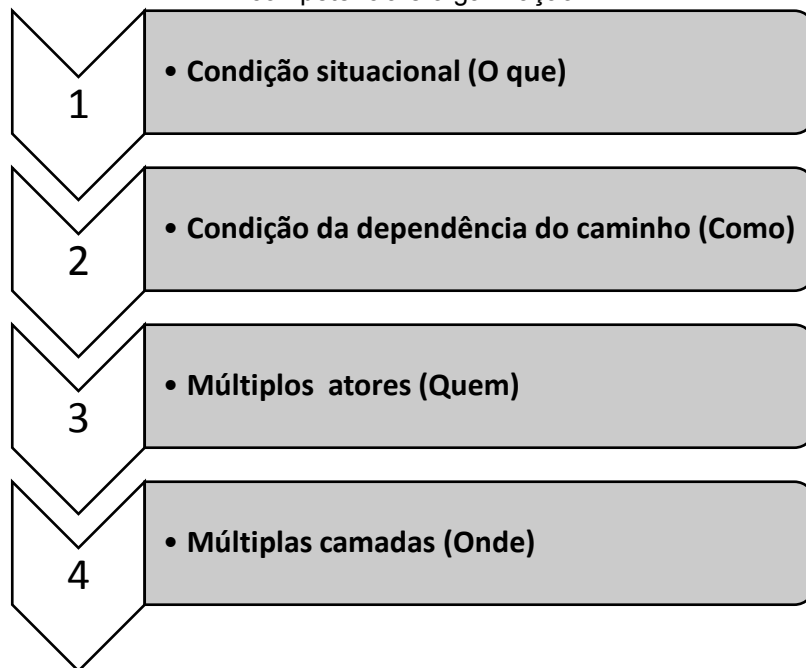 1
• Condição situacional (O que)
2
• Condição da dependência do caminho (Como)
3
• Múltiplos atores (Quem)
4
• Múltiplas camadas (Onde)